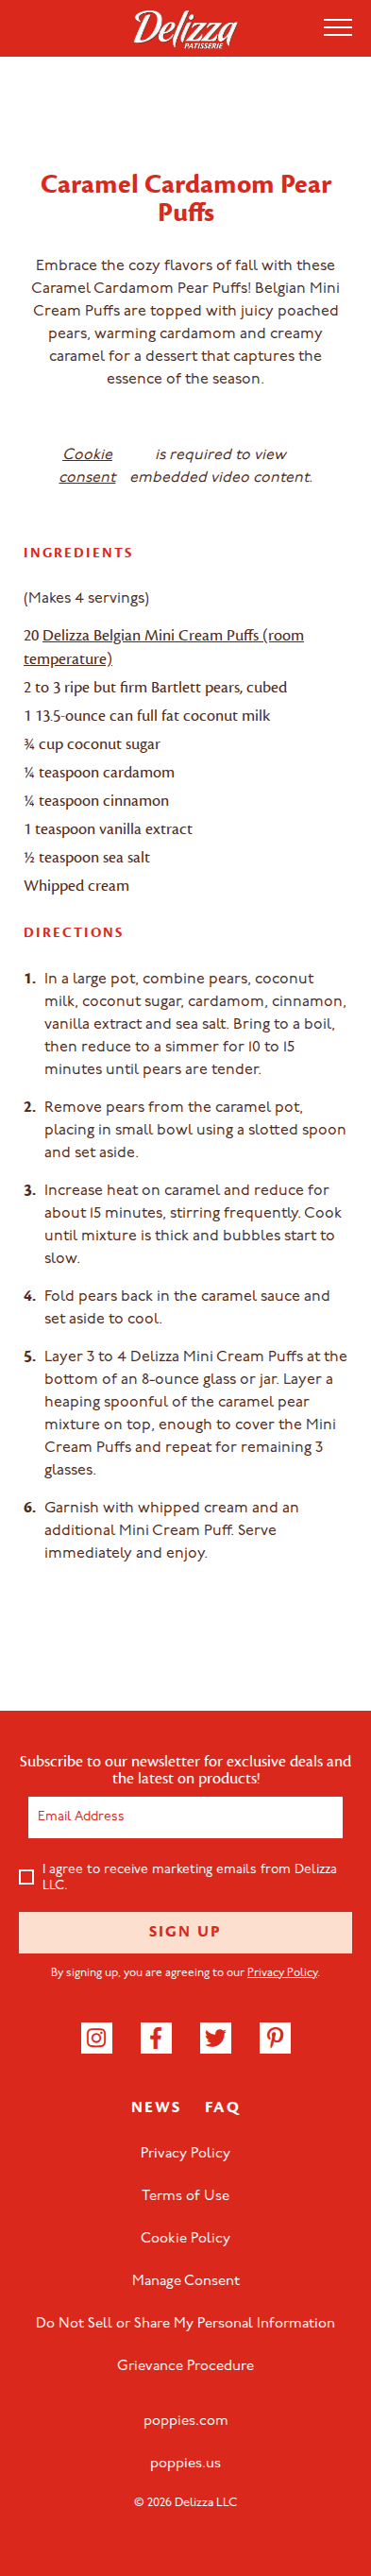 Delizza
PATISSERIE
Caramel Cardamom Pear
Puffs
Embrace the cozy flavors of fall with these
Caramel Cardamom Pear Puffs! Belgian Mini
Cream Puffs are topped with juicy poached
pears, warming cardamom and creamy
caramel for a dessert that captures the
essence of the season.
Cookie consent is required to view
embedded video content.
INGREDIENTS
(Makes 4 servings)
20 Delizza Belgian Mini Cream Puffs (room
temperature)
2 to 3 ripe but firm Bartlett pears, cubed
1 13.5-ounce can full fat coconut milk
¾ cup coconut sugar
¼ teaspoon cardamom
¼ teaspoon cinnamon
1 teaspoon vanilla extract
½ teaspoon sea salt
Whipped cream
DIRECTIONS
1. In a large pot, combine pears, coconut
milk, coconut sugar, cardamom, cinnamon,
vanilla extract and sea salt. Bring to a boil,
then reduce to a simmer for 10 to 15
minutes until pears are tender.
2. Remove pears from the caramel pot,
placing in small bowl using a slotted spoon
and set aside.
3. Increase heat on caramel and reduce for
about 15 minutes, stirring frequently. Cook
until mixture is thick and bubbles start to
slow.
4. Fold pears back in the caramel sauce and
set aside to cool.
5. Layer 3 to 4 Delizza Mini Cream Puffs at the
bottom of an 8-ounce glass or jar. Layer a
heaping spoonful of the caramel pear
mixture on top, enough to cover the Mini
Cream Puffs and repeat for remaining 3
glasses.
6. Garnish with whipped cream and an
additional Mini Cream Puff. Serve
immediately and enjoy.
Subscribe to our newsletter for exclusive deals and
the latest on products!
Email Address
I agree to receive marketing emails from Delizza
LLC.
SIGN UP
By signing up, you are agreeing to our Privacy Policy.
NEWS FAQ
Privacy Policy
Terms of Use
Cookie Policy
Manage Consent
Do Not Sell or Share My Personal Information
Grievance Procedure
poppies.com
poppies.us
© 2026 Delizza LLC